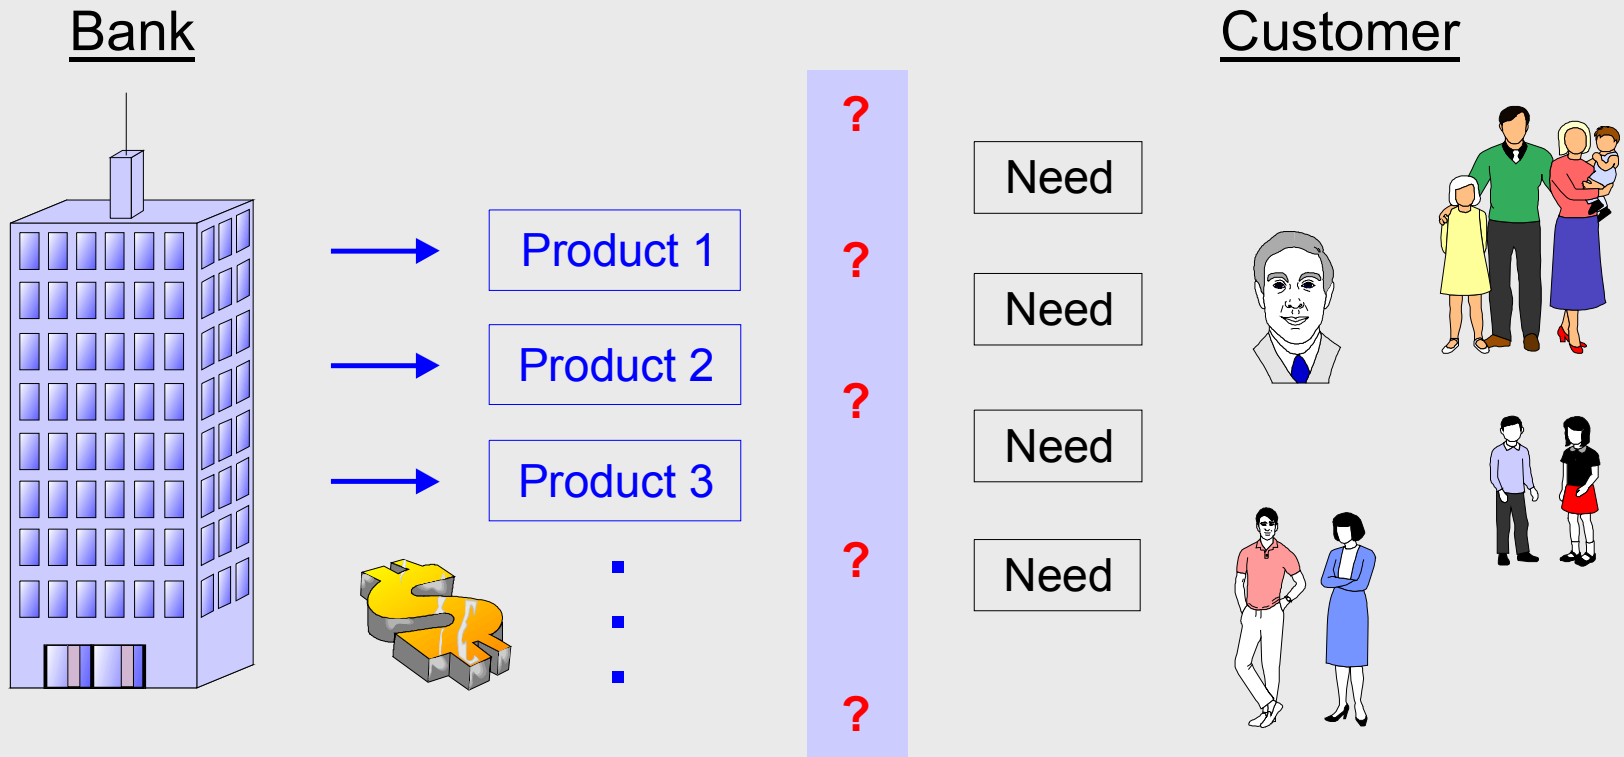 Bank
Customer
Product 1
Product 2
Product 3
?
?
?
?
?
Need
Need
Need
Need